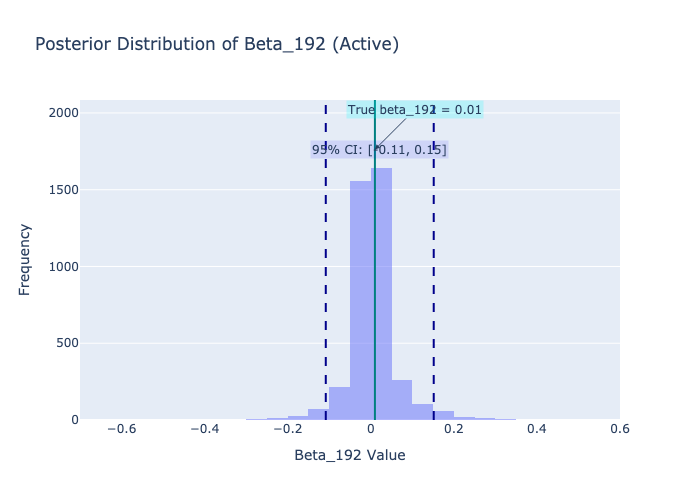 Posterior Distribution of Beta_192 (Active)
2000
True beta_192 = 0.01
95% CI: [-0.11, 0.15]
1500
1000
500
0
Frequency
−0.6
−0.4
−0.2
0
0.2
0.4
0.6
Beta_192 Value